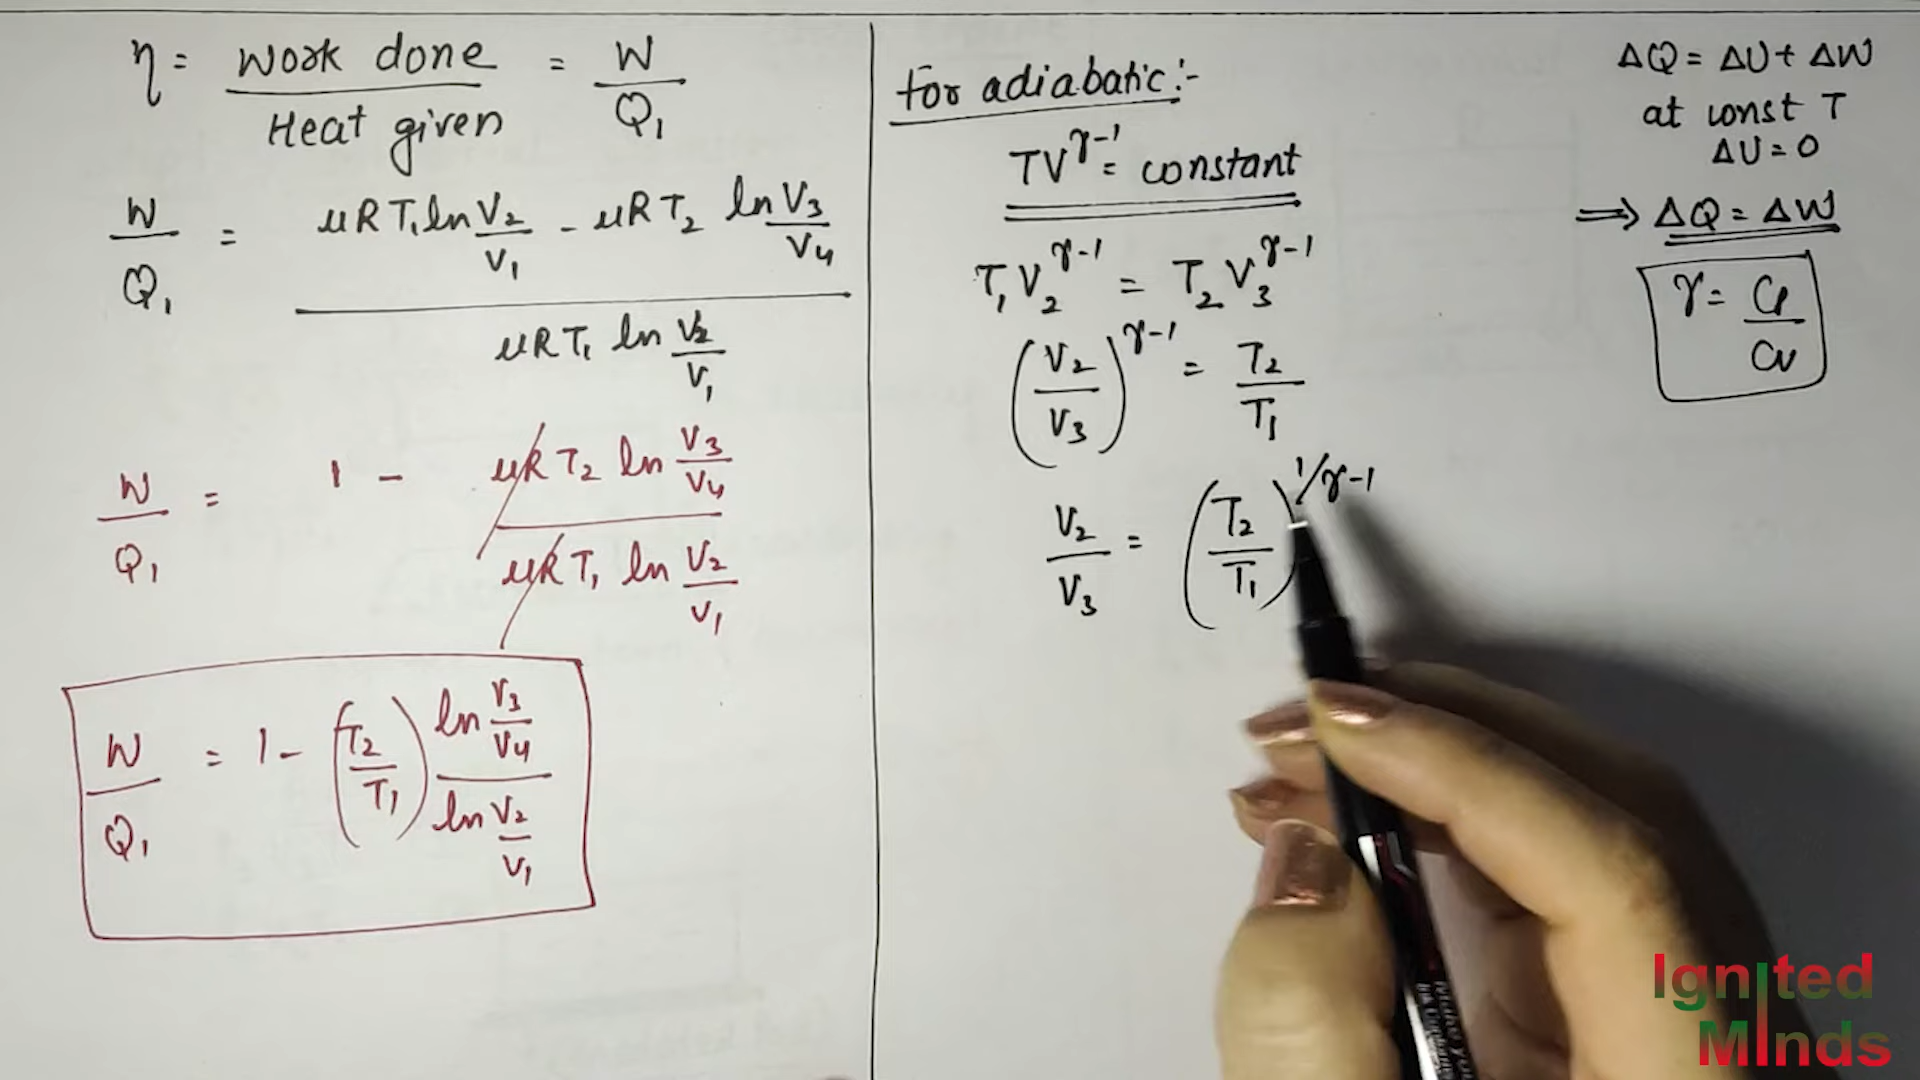 η = Work done = W
Heat given Q₁
W = μRT₁ ln V₂ - μRT₂ ln V₃
Q₁ V₁ V₄
μRT₁ ln V₂
V₁
W = 1 - μRT₂ ln V₃
Q₁ V₄
μRT₁ ln V₂
V₁
W = 1 - (T₂/T₁) ln V₃
Q₁ V₄
ln V₂
V₁
For adiabatic:-
TV^γ-1 = constant
T₁V₂^γ-1 = T₂V₃^γ-1
(V₂/V₃)^γ-1 = T₂/T₁
V₂/V₃ = (T₂/T₁)^1/γ-1
ΔQ = ΔU + ΔW
at const T
ΔU = 0
⇒ ΔQ = ΔW
γ = Cp
Cv
Ignited
Minds